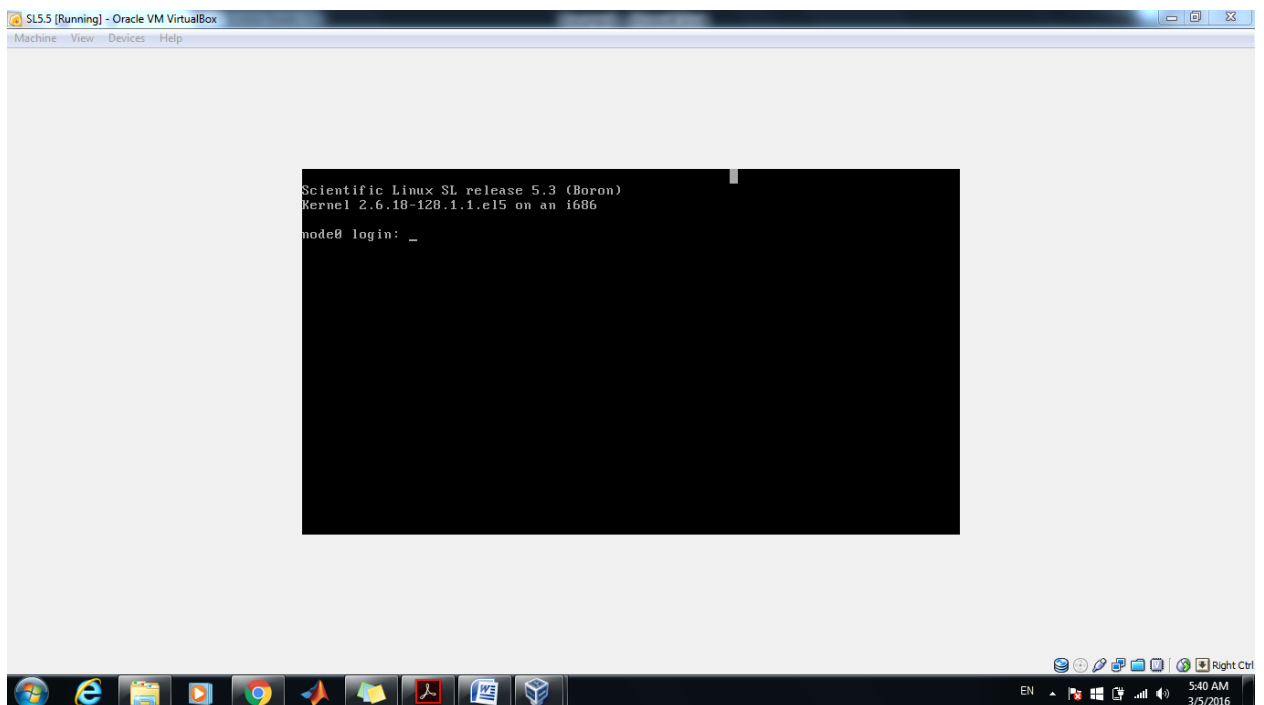 SL5.5 [Running] - Oracle VM VirtualBox
Machine View Devices Help
Scientific Linux SL release 5.3 (Boron)
Kernel 2.6.18-128.1.1.el5 on an i686
node0 login: _
Right Ctrl
EN
5:40 AM
3/5/2016